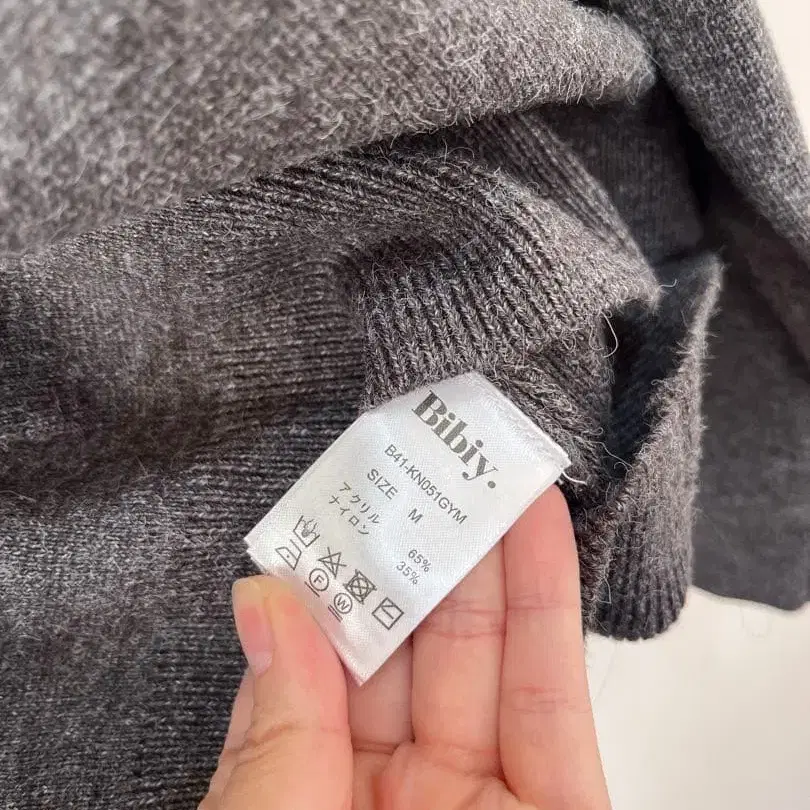 Bibiy.
B41-KN051GYM
SIZE M
アクリル 65%
ナイロン 35%
F
W